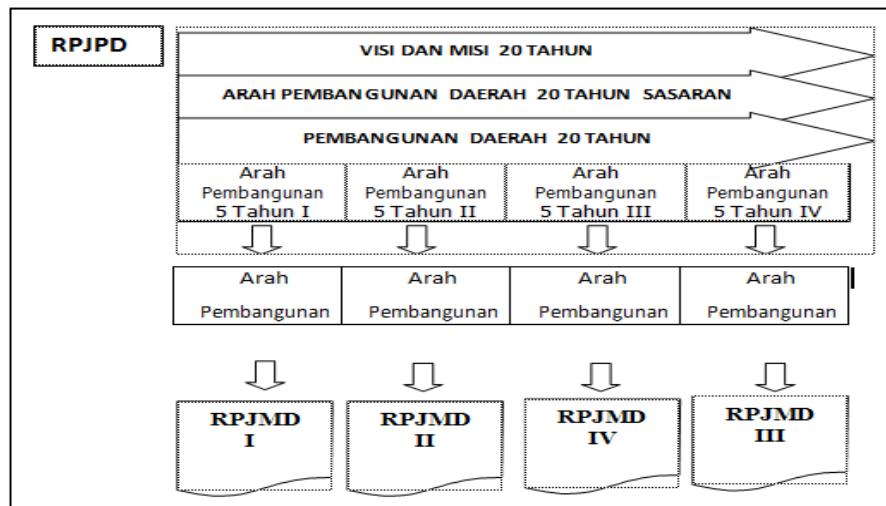 RPJPD
VISI DAN MISI 20 TAHUN
ARAH PEMBANGUNAN DAERAH 20 TAHUN SASARAN
PEMBANGUNAN DAERAH 20 TAHUN
Arah
Pembangunan
5 Tahun I
Arah
Pembangunan
5 Tahun II
Arah
Pembangunan
5 Tahun III
Arah
Pembangunan
5 Tahun IV
Arah
Pembangunan
Arah
Pembangunan
Arah
Pembangunan
Arah
Pembangunan
RPJMD
I
RPJMD
II
RPJMD
IV
RPJMD
III